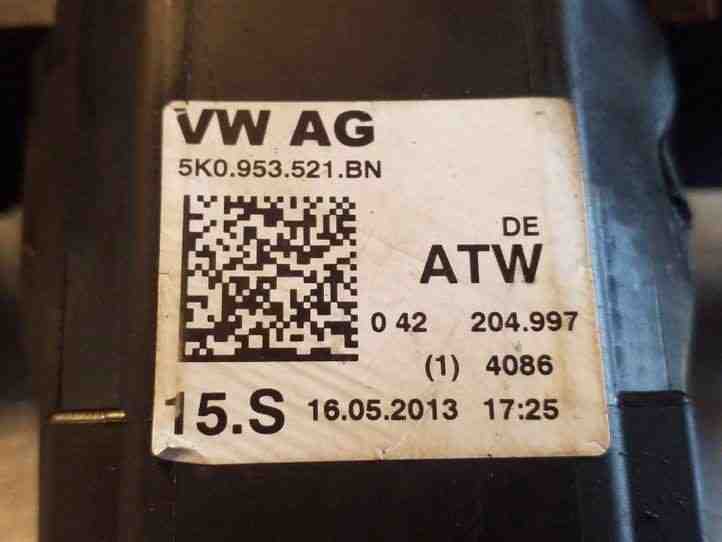 VW AG
5K0.953.521.BN
DE
ATW
0 42 204.997
(1) 4086
15.S 16.05.2013 17:25